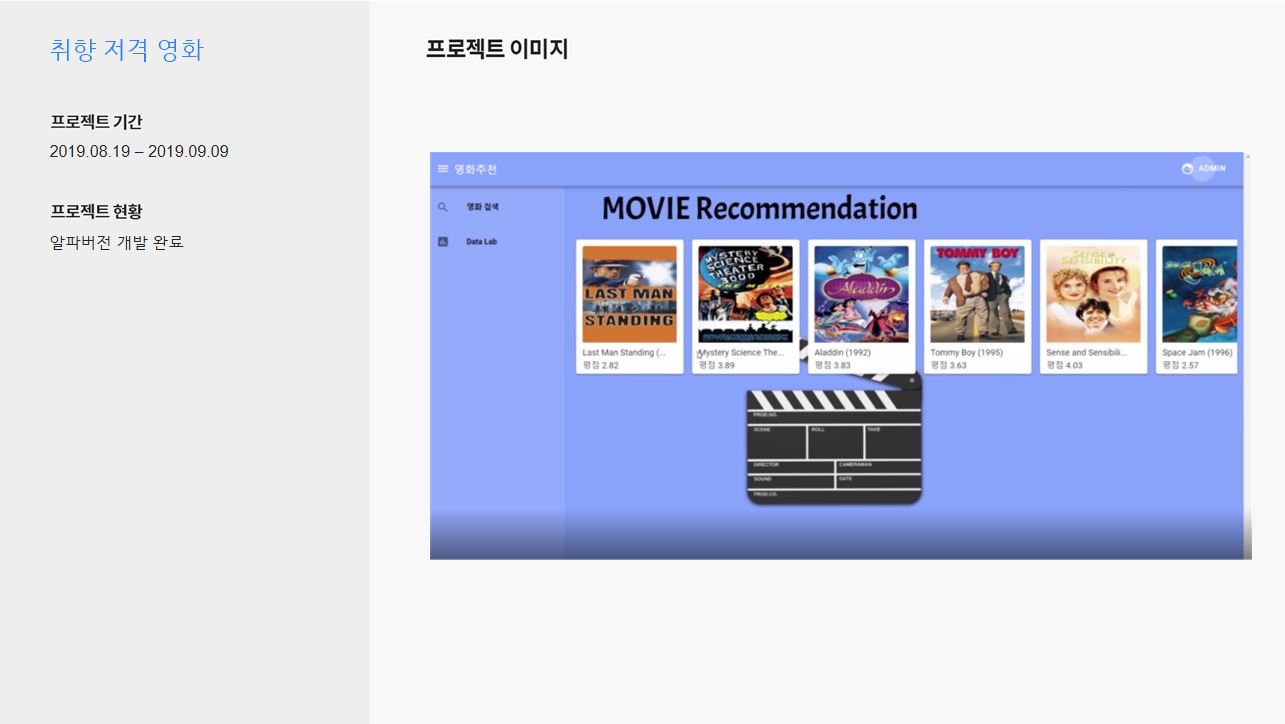 취향 저격 영화
프로젝트 기간
2019.08.19 – 2019.09.09
프로젝트 현황
알파버전 개발 완료
프로젝트 이미지
영화추천
ADMIN
영화 검색
Data Lab
MOVIE Recommendation
LAST MAN
STANDING
Last Man Standing (...
평점 2.82
MYSTERY
SCIENCE
THEATER
3000
THE MOVIE
Mystery Science The...
평점 3.89
Aladdin
Aladdin (1992)
평점 3.83
TOMMY BOY
Tommy Boy (1995)
평점 3.63
SENSE AND
SENSIBILITY
Sense and Sensibili...
평점 4.03
Space Jam (1996)
평점 2.57
PROD.NO.
SCENE
ROLL
TAKE
DIRECTOR
CAMERAMAN
SOUND
DATE
PROD.CO.